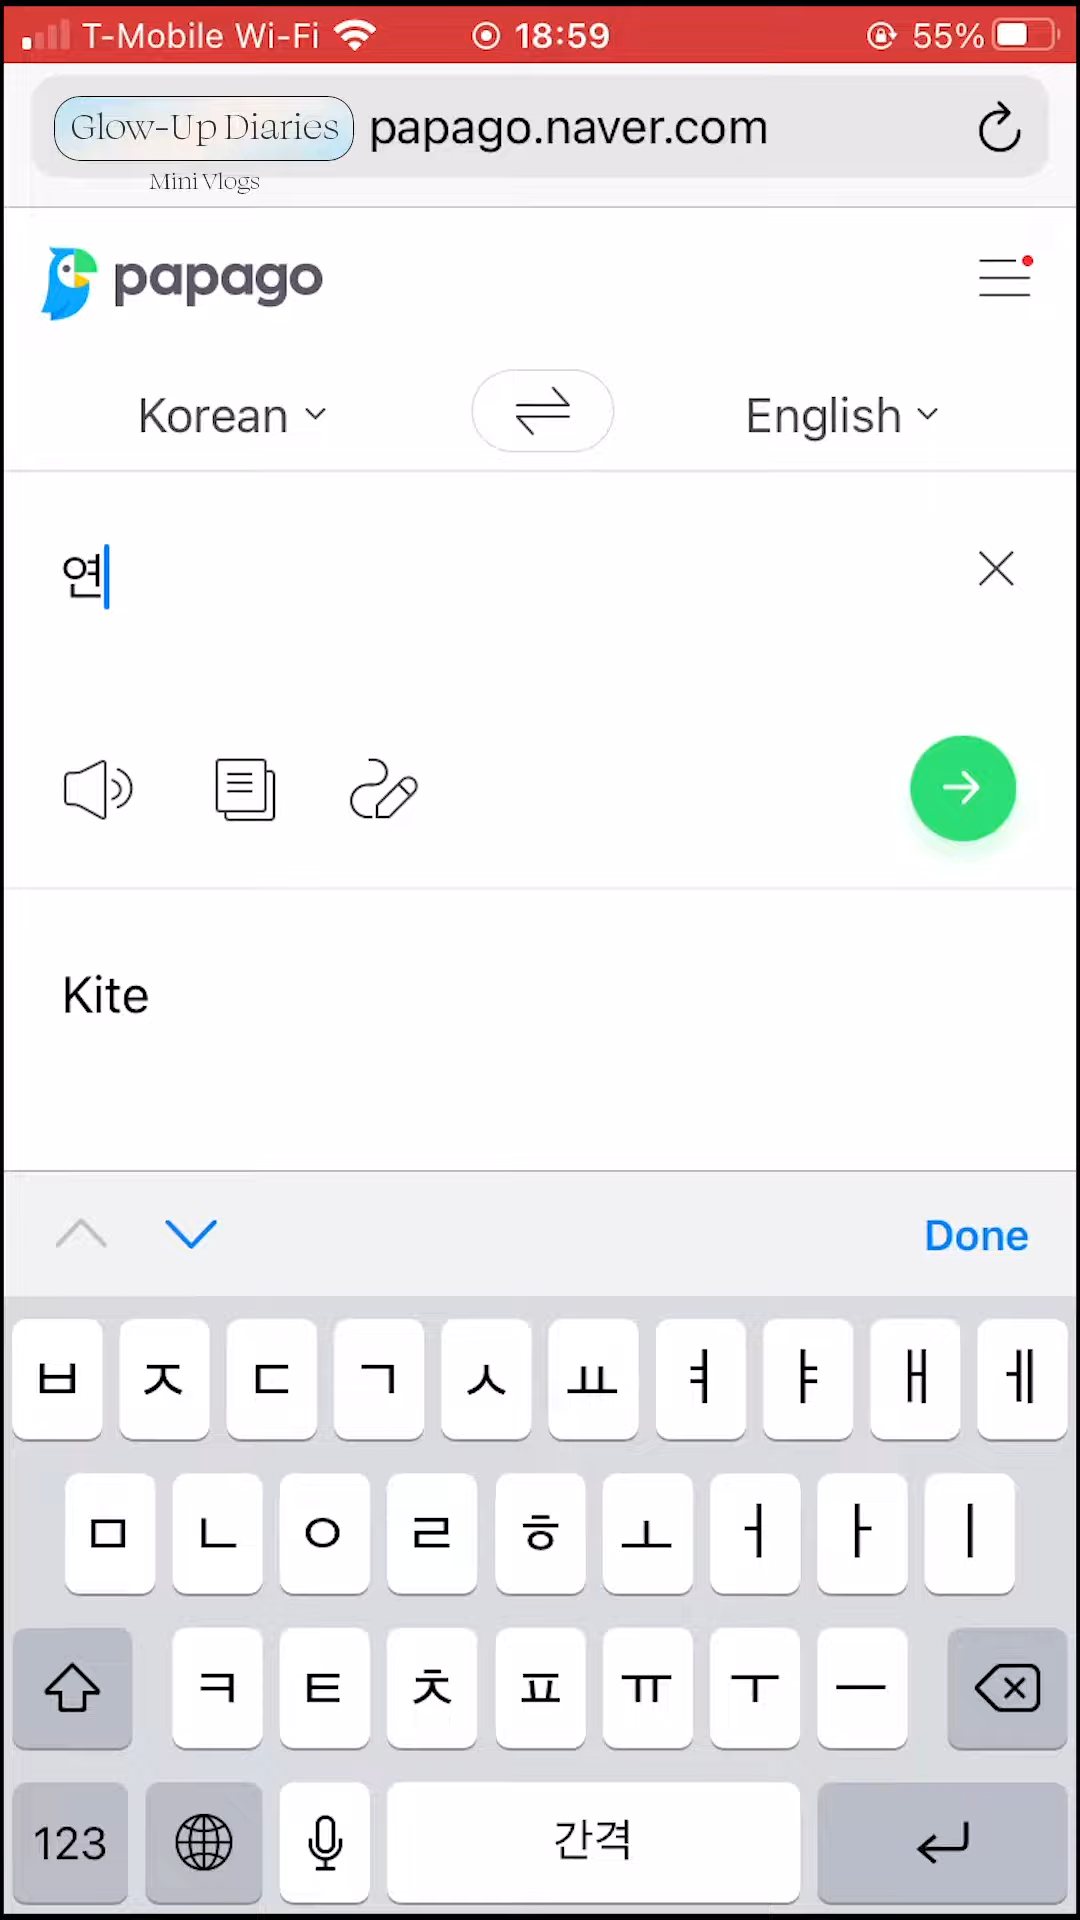 T-Mobile Wi-Fi 18:59 55%
Glow-Up Diaries papago.naver.com
Mini Vlogs
papago
Korean English
연
Kite
Done
ㅂ ㅈ ㄷ ㄱ ㅅ ㅛ ㅕ ㅑ ㅐ ㅔ
ㅁ ㄴ ㅇ ㄹ ㅎ ㅗ ㅓ ㅏ ㅣ
ㅋ ㅌ ㅊ ㅍ ㅠ ㅜ ㅡ
123 간격